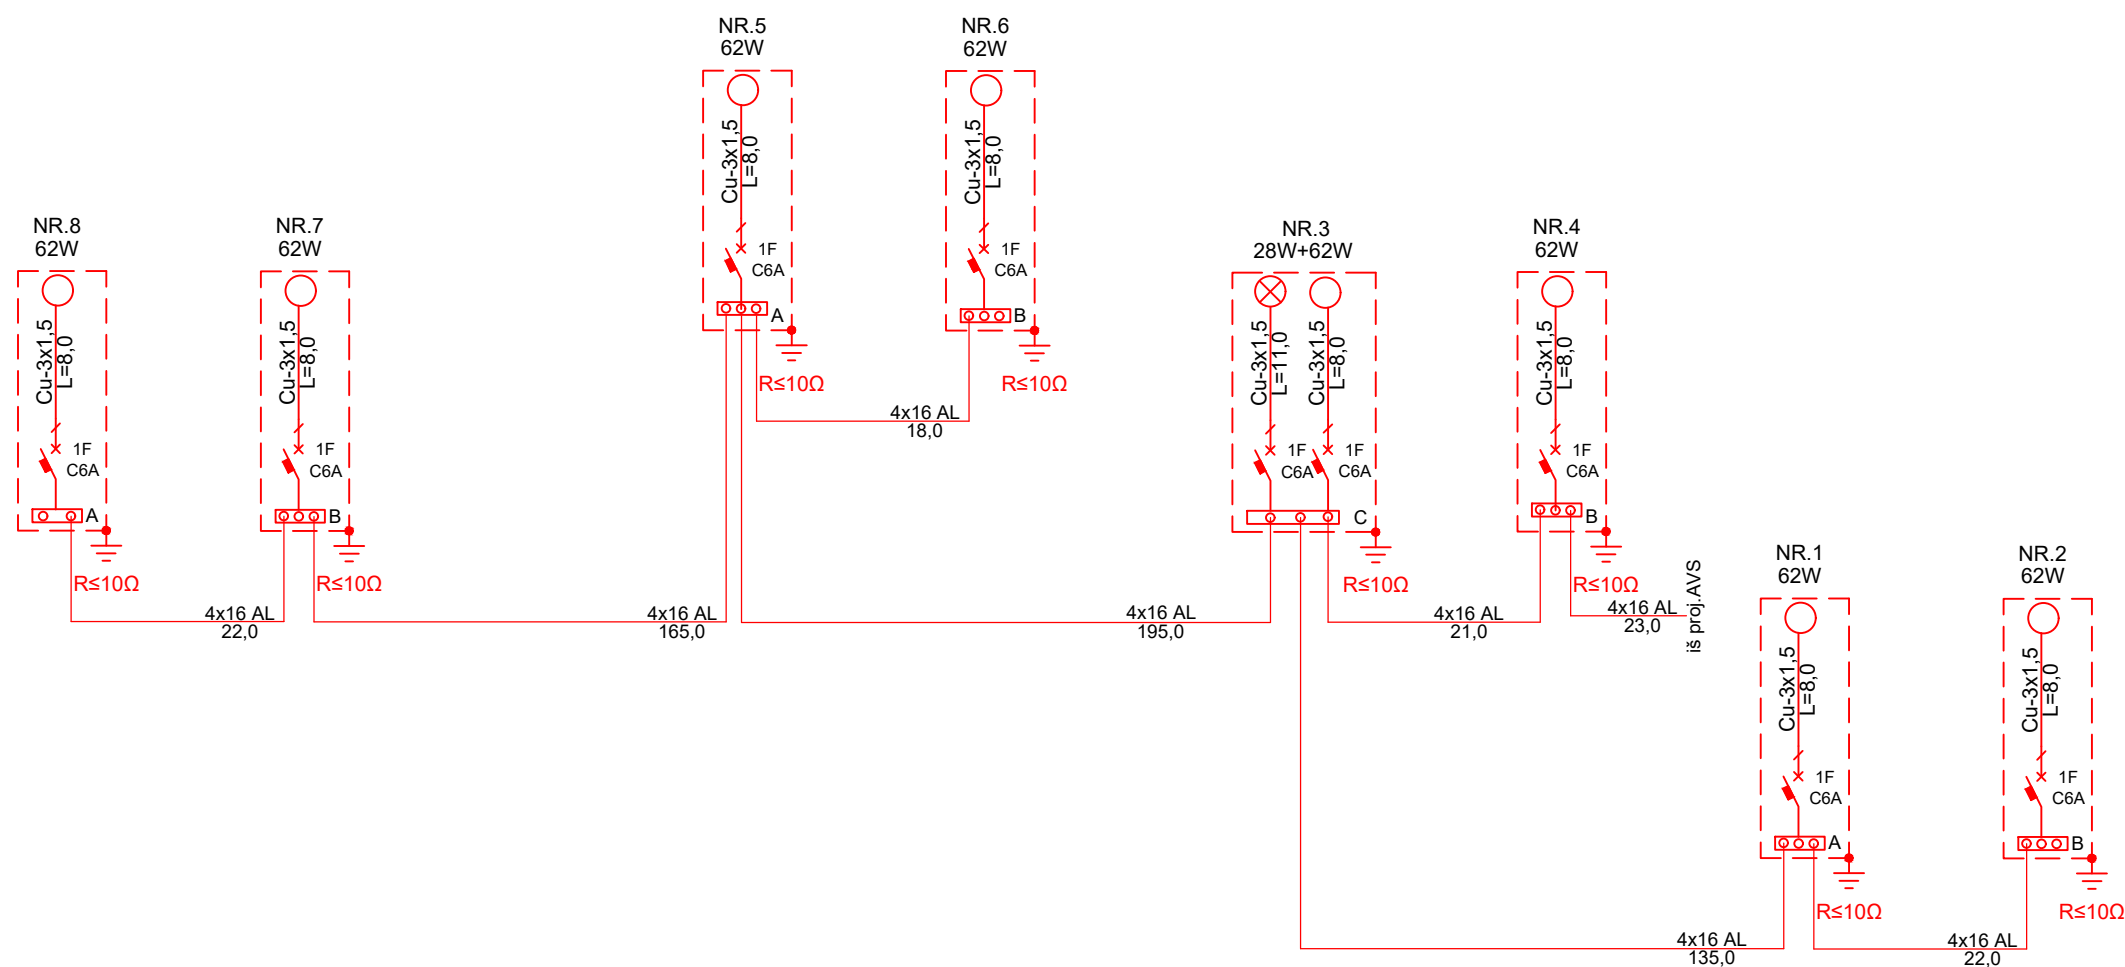 NR.5
62W
Cu-3x1,5
L=8,0
1F
C6A
A
R≤10Ω
NR.6
62W
Cu-3x1,5
L=8,0
1F
C6A
B
R≤10Ω
4x16 AL
18,0
NR.8
62W
Cu-3x1,5
L=8,0
1F
C6A
A
R≤10Ω
4x16 AL
22,0
NR.7
62W
Cu-3x1,5
L=8,0
1F
C6A
B
R≤10Ω
4x16 AL
165,0
4x16 AL
195,0
NR.3
28W+62W
Cu-3x1,5
L=11,0
1F
C6A
Cu-3x1,5
L=8,0
1F
C6A
C
R≤10Ω
4x16 AL
21,0
NR.4
62W
Cu-3x1,5
L=8,0
1F
C6A
B
R≤10Ω
4x16 AL
23,0
iš proj.AVS
NR.1
62W
Cu-3x1,5
L=8,0
1F
C6A
A
R≤10Ω
4x16 AL
135,0
NR.2
62W
Cu-3x1,5
L=8,0
1F
C6A
B
R≤10Ω
4x16 AL
22,0